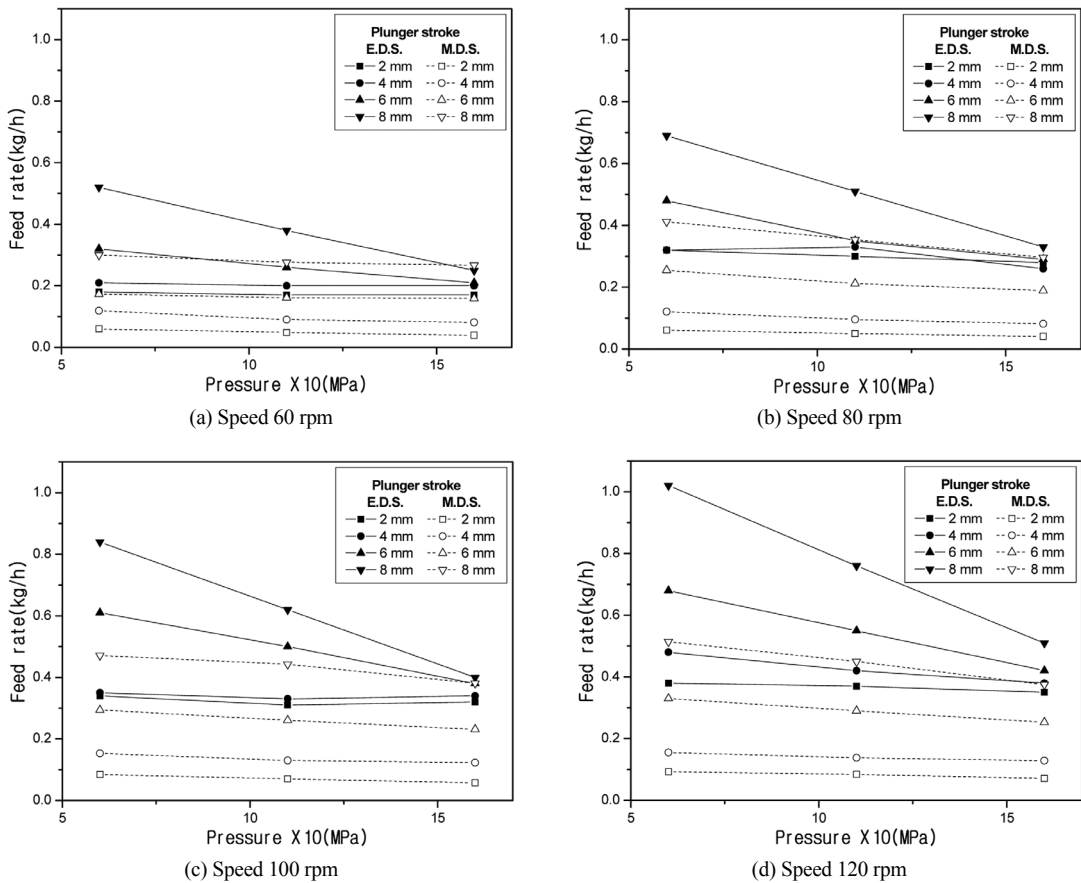 Plunger stroke
E.D.S. M.D.S.
2 mm 2 mm
4 mm 4 mm
6 mm 6 mm
8 mm 8 mm
1.0
0.8
0.6
0.4
0.2
0.0
Feed rate(kg/h)
5 10 15
Pressure X10(MPa)
(a) Speed 60 rpm
Plunger stroke
E.D.S. M.D.S.
2 mm 2 mm
4 mm 4 mm
6 mm 6 mm
8 mm 8 mm
1.0
0.8
0.6
0.4
0.2
0.0
Feed rate(kg/h)
5 10 15
Pressure X10(MPa)
(b) Speed 80 rpm
Plunger stroke
E.D.S. M.D.S.
2 mm 2 mm
4 mm 4 mm
6 mm 6 mm
8 mm 8 mm
1.0
0.8
0.6
0.4
0.2
0.0
Feed rate(kg/h)
5 10 15
Pressure X10(MPa)
(c) Speed 100 rpm
Plunger stroke
E.D.S. M.D.S.
2 mm 2 mm
4 mm 4 mm
6 mm 6 mm
8 mm 8 mm
1.0
0.8
0.6
0.4
0.2
0.0
Feed rate(kg/h)
5 10 15
Pressure X10(MPa)
(d) Speed 120 rpm